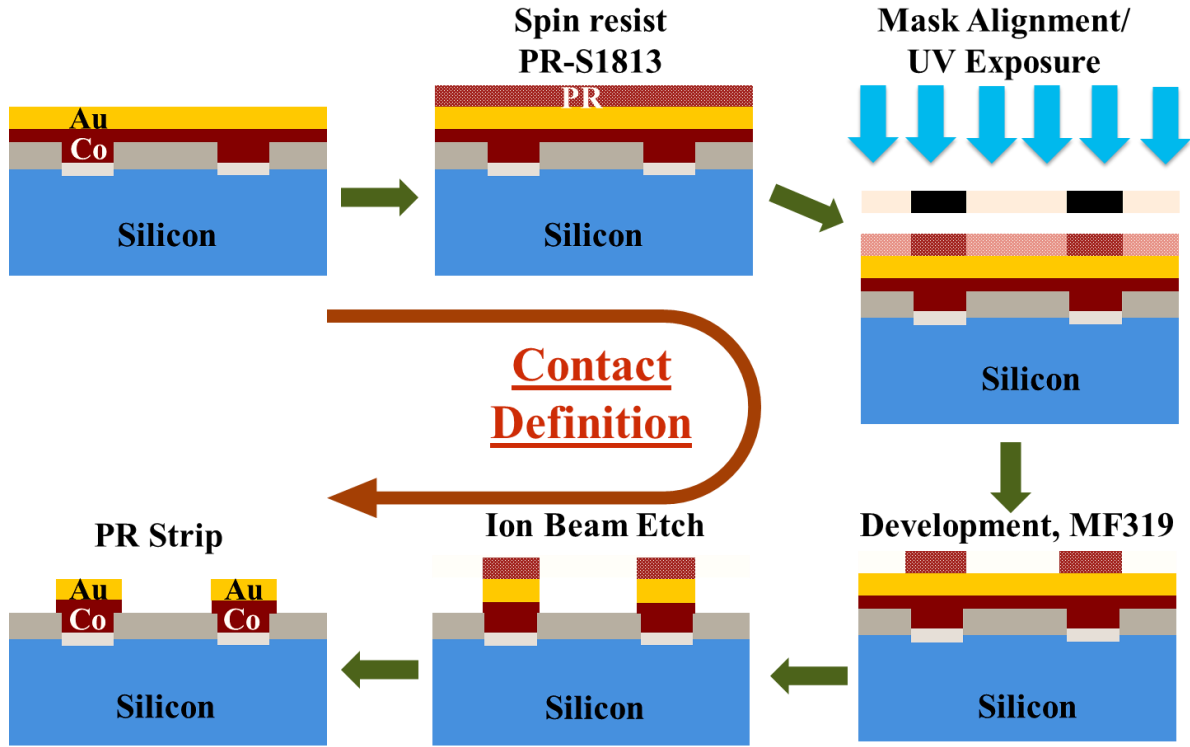 Au
Co
Silicon
Spin resist
PR-S1813
PR
Silicon
Mask Alignment/
UV Exposure
Silicon
Contact
Definition
Development, MF319
Silicon
Ion Beam Etch
Silicon
PR Strip
Au
Au
Co
Co
Silicon